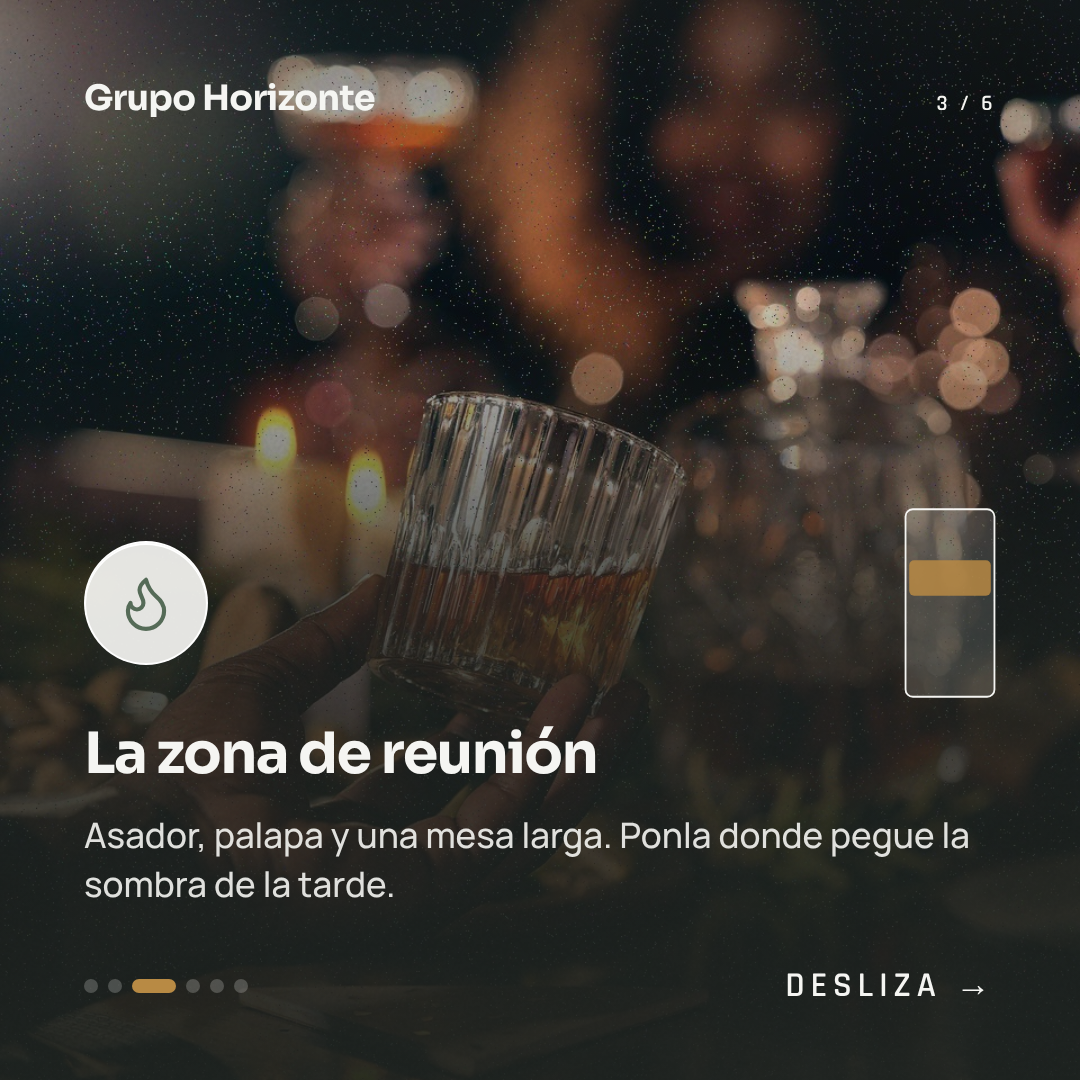 Grupo Horizonte
3 / 6
La zona de reunión
Asador, palapa y una mesa larga. Ponla donde pegue la
sombra de la tarde.
DESLIZA →